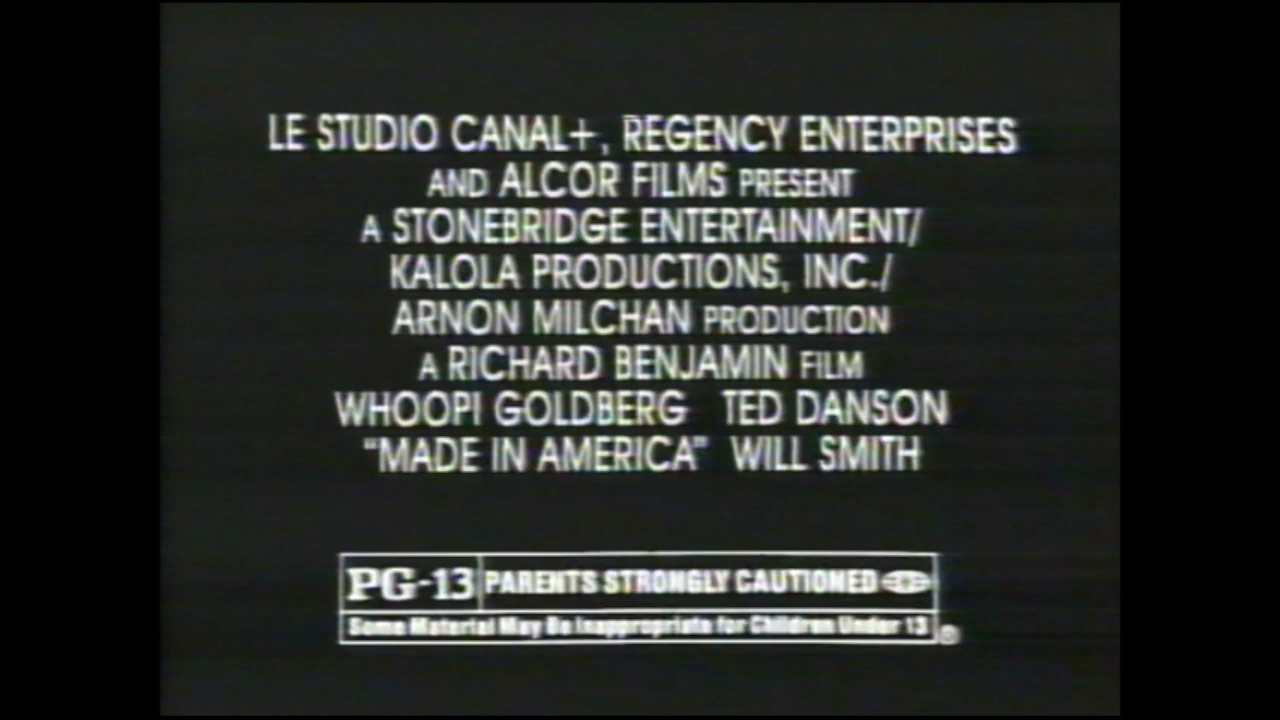 LE STUDIO CANAL+, REGENCY ENTERPRISES
AND ALCOR FILMS PRESENT
A STONEBRIDGE ENTERTAINMENT/
KALOLA PRODUCTIONS, INC./
ARNON MILCHAN PRODUCTION
A RICHARD BENJAMIN FILM
WHOOPI GOLDBERG TED DANSON
"MADE IN AMERICA" WILL SMITH
PG-13 PARENTS STRONGLY CAUTIONED
Some Material May Be Inappropriate for Children Under 13 ®